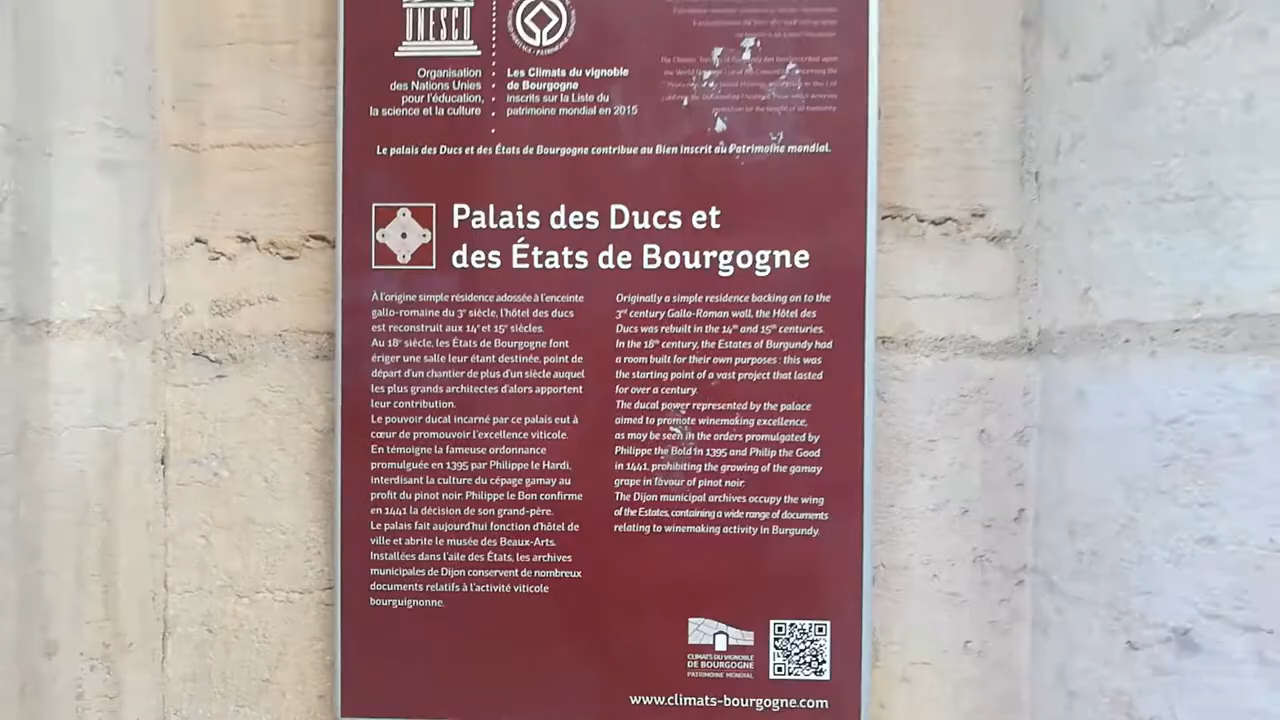 UNESCO
Organisation
des Nations Unies
pour l'éducation,
la science et la culture
Les Climats du vignoble
de Bourgogne
inscrits sur la Liste du
patrimoine mondial en 2015
Le palais des Ducs et des États de Bourgogne contribue au Bien inscrit au Patrimoine mondial.
Palais des Ducs et
des États de Bourgogne
À l'origine simple résidence adossée à l'enceinte
gallo-romaine du 3e siècle, l'hôtel des ducs
est reconstruit aux 14e et 15e siècles.
Au 18e siècle, les États de Bourgogne font
ériger une salle leur étant destinée, point de
départ d'un chantier de plus d'un siècle auquel
les plus grands architectes d'alors apportent
leur contribution.
Le pouvoir ducal incarné par ce palais eut à
cœur de promouvoir l'excellence viticole.
En témoigne la fameuse ordonnance
promulguée en 1395 par Philippe le Hardi,
interdisant la culture du cépage gamay au
profit du pinot noir. Philippe le Bon confirme
en 1441 la décision de son grand-père.
Le palais fait aujourd'hui fonction d'hôtel de
ville et abrite le musée des Beaux-Arts.
Installées dans l'aile des États, les archives
municipales de Dijon conservent de nombreux
documents relatifs à l'activité viticole
bourguignonne.
Originally a simple residence backing on to the
3rd century Gallo-Roman wall, the Hôtel des
Ducs was rebuilt in the 14th and 15th centuries.
In the 18th century, the Estates of Burgundy had
a room built for their own purposes : this was
the starting point of a vast project that lasted
for over a century.
The ducal power represented by the palace
aimed to promote winemaking excellence,
as may be seen in the orders promulgated by
Philippe the Bold in 1395 and Philip the Good
in 1441, prohibiting the growing of the gamay
grape in favour of pinot noir.
The Dijon municipal archives occupy the wing
of the Estates, containing a wide range of documents
relating to winemaking activity in Burgundy.
CLIMATS DU VIGNOBLE
DE BOURGOGNE
PATRIMOINE MONDIAL
www.climats-bourgogne.com